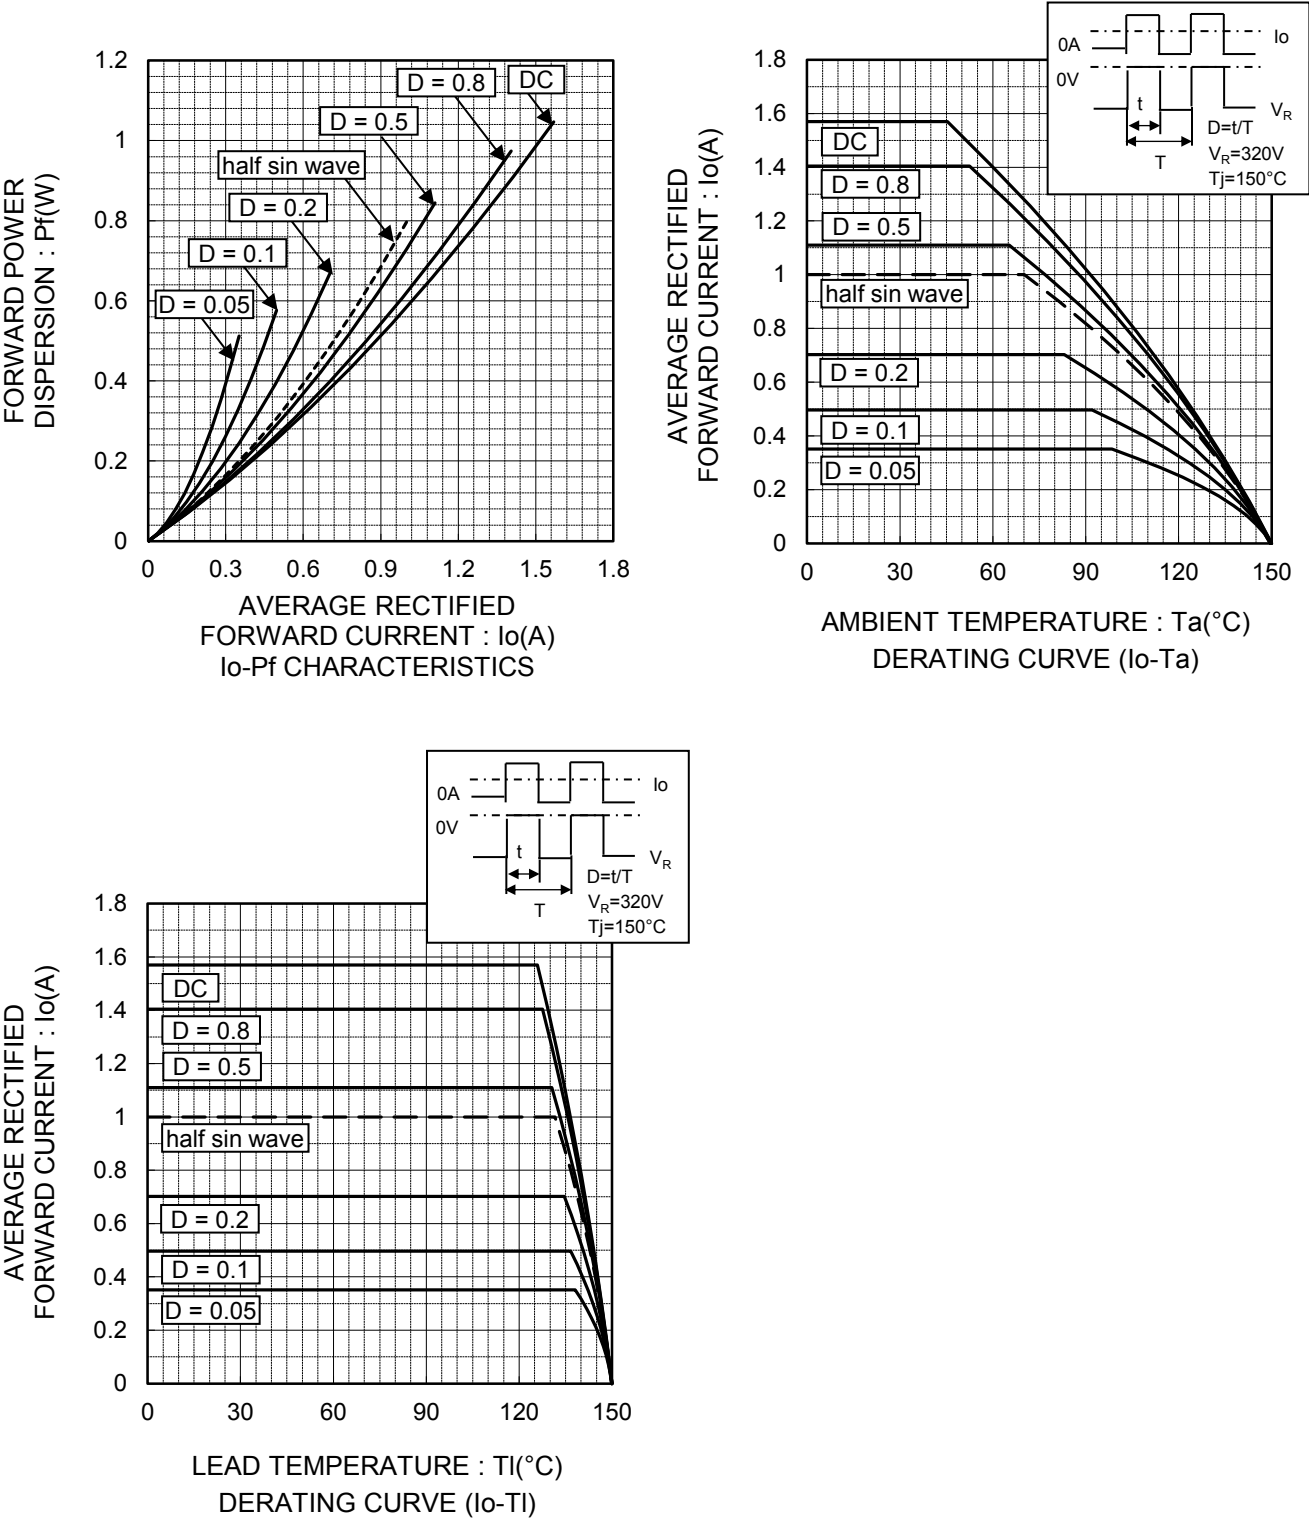 1.2
1
0.8
0.6
0.4
0.2
0
0 0.3 0.6 0.9 1.2 1.5 1.8
FORWARD POWER
DISPERSION : Pf(W)
DC
D = 0.8
D = 0.5
half sin wave
D = 0.2
D = 0.1
D = 0.05
AVERAGE RECTIFIED
FORWARD CURRENT : Io(A)
Io-Pf CHARACTERISTICS
0A
Io
0V
VR
t
T
D=t/T
VR=320V
Tj=150°C
1.8
1.6
1.4
1.2
1
0.8
0.6
0.4
0.2
0
0 30 60 90 120 150
AVERAGE RECTIFIED
FORWARD CURRENT : Io(A)
DC
D = 0.8
D = 0.5
half sin wave
D = 0.2
D = 0.1
D = 0.05
AMBIENT TEMPERATURE : Ta(°C)
DERATING CURVE (Io-Ta)
0A
Io
0V
VR
t
T
D=t/T
VR=320V
Tj=150°C
1.8
1.6
1.4
1.2
1
0.8
0.6
0.4
0.2
0
0 30 60 90 120 150
AVERAGE RECTIFIED
FORWARD CURRENT : Io(A)
DC
D = 0.8
D = 0.5
half sin wave
D = 0.2
D = 0.1
D = 0.05
LEAD TEMPERATURE : Tl(°C)
DERATING CURVE (Io-Tl)